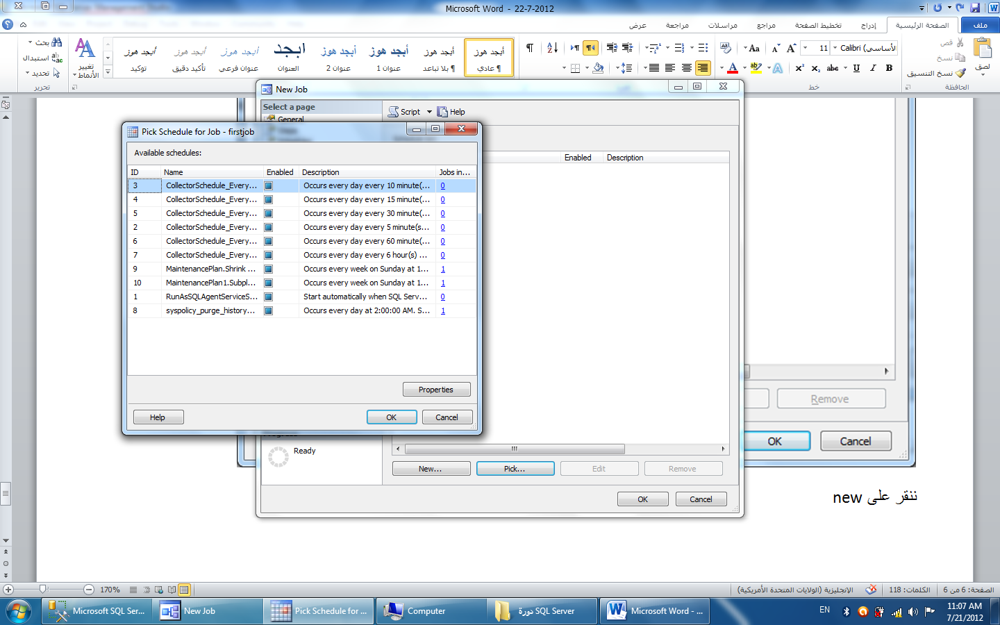 Microsoft Word - 22-7-2012
ملف
الصفحة الرئيسية
إدراج
تخطيط الصفحة
مراجع
مراسلات
مراجعة
عرض
لصق
قص
نسخ
نسخ التنسيق
الحافظة
Calibri (الأساسي)
11
خط
أبجد هوز
¶ عادي
أبجد هوز
¶ بلا تباعد
أبجد هوز
عنوان 1
أبجد هوز
عنوان 2
أبجد
العنوان
أبجد هوز
عنوان فرعي
أبجد هوز
تأكيد دقيق
أبجد هوز
توكيد
تغيير
الأنماط
بحث
استبدال
تحديد
تحرير
New Job
Select a page
General
Script
Help
Enabled
Description
Pick Schedule for Job - firstjob
Available schedules:
ID Name Enabled Description Jobs in...
3 CollectorSchedule_Every... Occurs every day every 10 minute(... 0
4 CollectorSchedule_Every... Occurs every day every 15 minute(... 0
5 CollectorSchedule_Every... Occurs every day every 30 minute(... 0
2 CollectorSchedule_Every... Occurs every day every 5 minute(s... 0
6 CollectorSchedule_Every... Occurs every day every 60 minute(... 0
7 CollectorSchedule_Every... Occurs every day every 6 hour(s) ... 0
9 MaintenancePlan.Shrink ... Occurs every week on Sunday at 1... 1
10 MaintenancePlan1.Subpl... Occurs every week on Sunday at 1... 1
1 RunAsSQLAgentServiceS... Start automatically when SQL Serv... 0
8 syspolicy_purge_history... Occurs every day at 2:00:00 AM. S... 1
Properties
Help
OK
Cancel
Ready
New...
Pick...
Edit
Remove
OK
Cancel
Remove
OK
Cancel
ننقر على new
الصفحة: 6 من 6
الكلمات: 118
الإنجليزية (الولايات المتحدة الأمريكية)
170%
Microsoft SQL Ser...
New Job
Pick Schedule for ...
Computer
دورة SQL Server
Microsoft Word - ...
EN
11:07 AM
7/21/2012